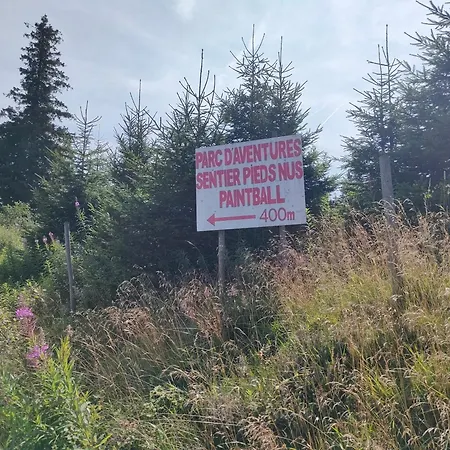 PARC D'AVENTURES
SENTIER PIEDS NUS
PAINTBALL
400m